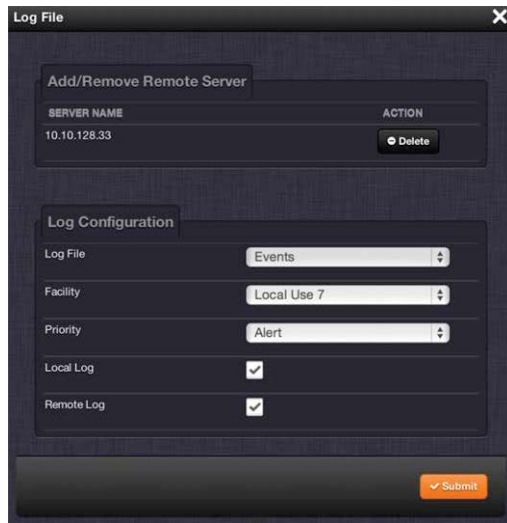 Log File
Add/Remove Remote Server
SERVER NAME ACTION
10.10.128.33 Delete
Log Configuration
Log File Events
Facility Local Use 7
Priority Alert
Local Log
Remote Log
Submit